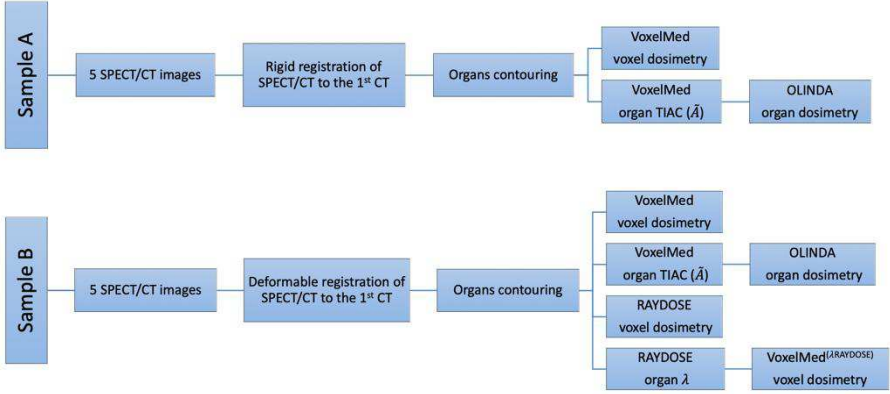 Sample A
5 SPECT/CT images
Rigid registration of
SPECT/CT to the 1st CT
Organs contouring
VoxelMed
voxel dosimetry
VoxelMed
organ TIAC (Ã)
OLINDA
organ dosimetry
Sample B
5 SPECT/CT images
Deformable registration of
SPECT/CT to the 1st CT
Organs contouring
VoxelMed
voxel dosimetry
VoxelMed
organ TIAC (Ã)
OLINDA
organ dosimetry
RAYDOSE
voxel dosimetry
RAYDOSE
organ λ
VoxelMed(λRAYDOSE)
voxel dosimetry